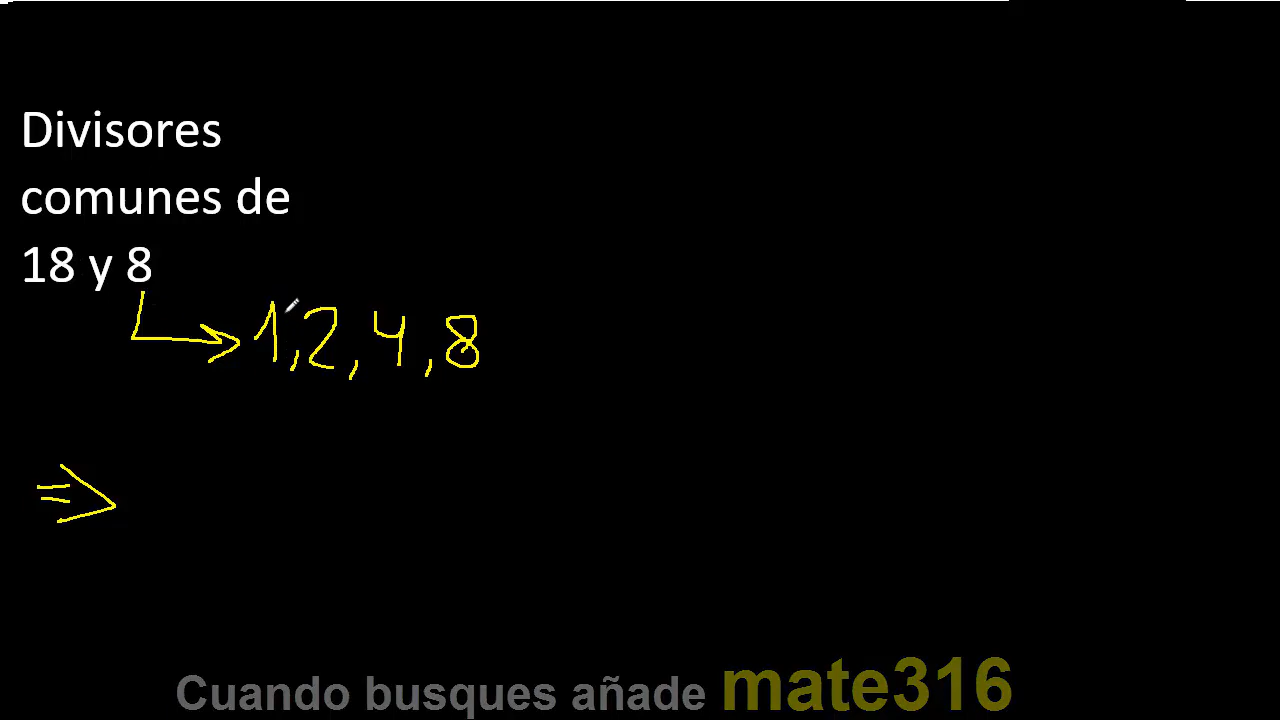 Divisores
comunes de
18 y 8
1, 2, 4, 8
Cuando busques añade mate316